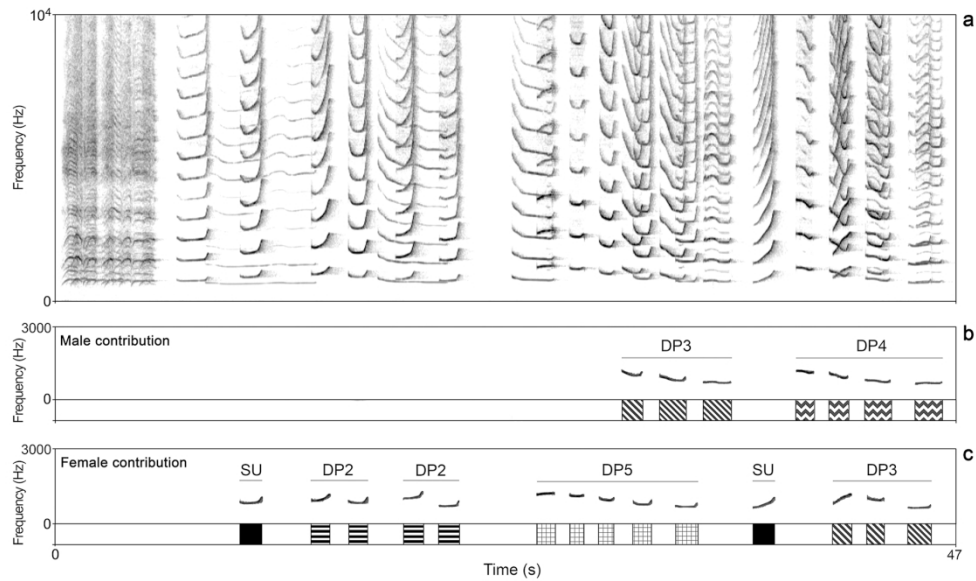 10⁴
a
Frequency (Hz)
0
3000
b
Male contribution
DP3
DP4
Frequency (Hz)
0
3000
c
Female contribution
SU
DP2
DP2
DP5
SU
DP3
Frequency (Hz)
0
0
47
Time (s)